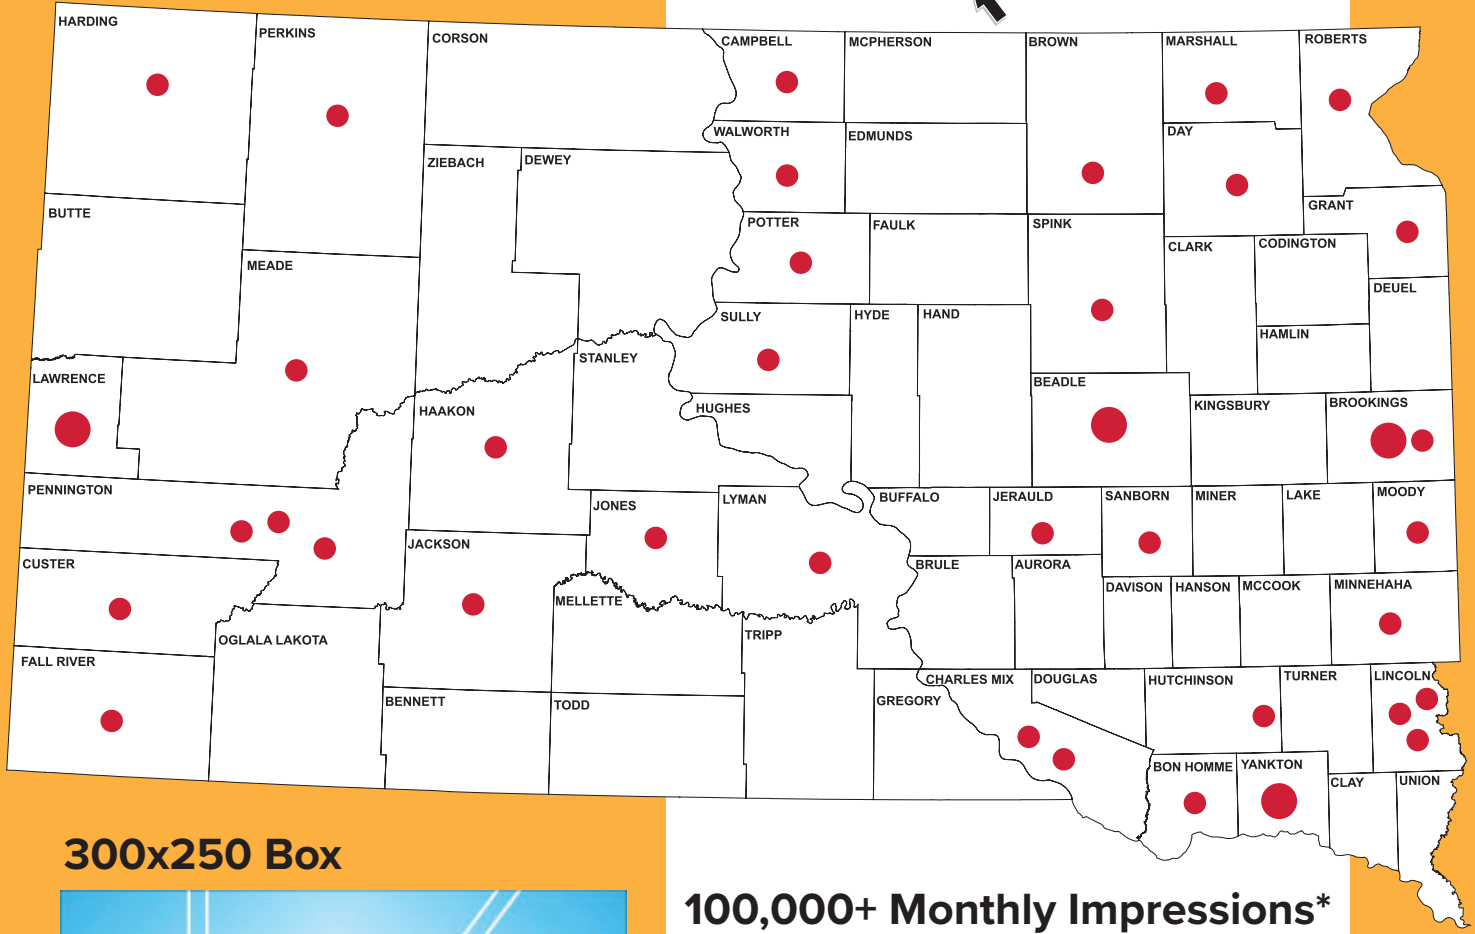 HARDING
PERKINS
CORSON
CAMPBELL
MCPHERSON
BROWN
MARSHALL
ROBERTS
WALWORTH
EDMUNDS
DAY
ZIEBACH
DEWEY
BUTTE
POTTER
FAULK
SPINK
GRANT
CLARK
CODINGTON
MEADE
DEUEL
SULLY
HYDE
HAND
HAMLIN
STANLEY
LAWRENCE
BEADLE
HAAKON
HUGHES
KINGSBURY
BROOKINGS
PENNINGTON
JONES
LYMAN
BUFFALO
JERAULD
SANBORN
MINER
LAKE
MOODY
JACKSON
CUSTER
BRULE
AURORA
DAVISON
HANSON
MCCOOK
MINNEHAHA
MELLETTE
OGLALA LAKOTA
TRIPP
FALL RIVER
CHARLES MIX
DOUGLAS
HUTCHINSON
TURNER
LINCOLN
BENNETT
TODD
GREGORY
BON HOMME
YANKTON
CLAY
UNION
300x250 Box
100,000+ Monthly Impressions*